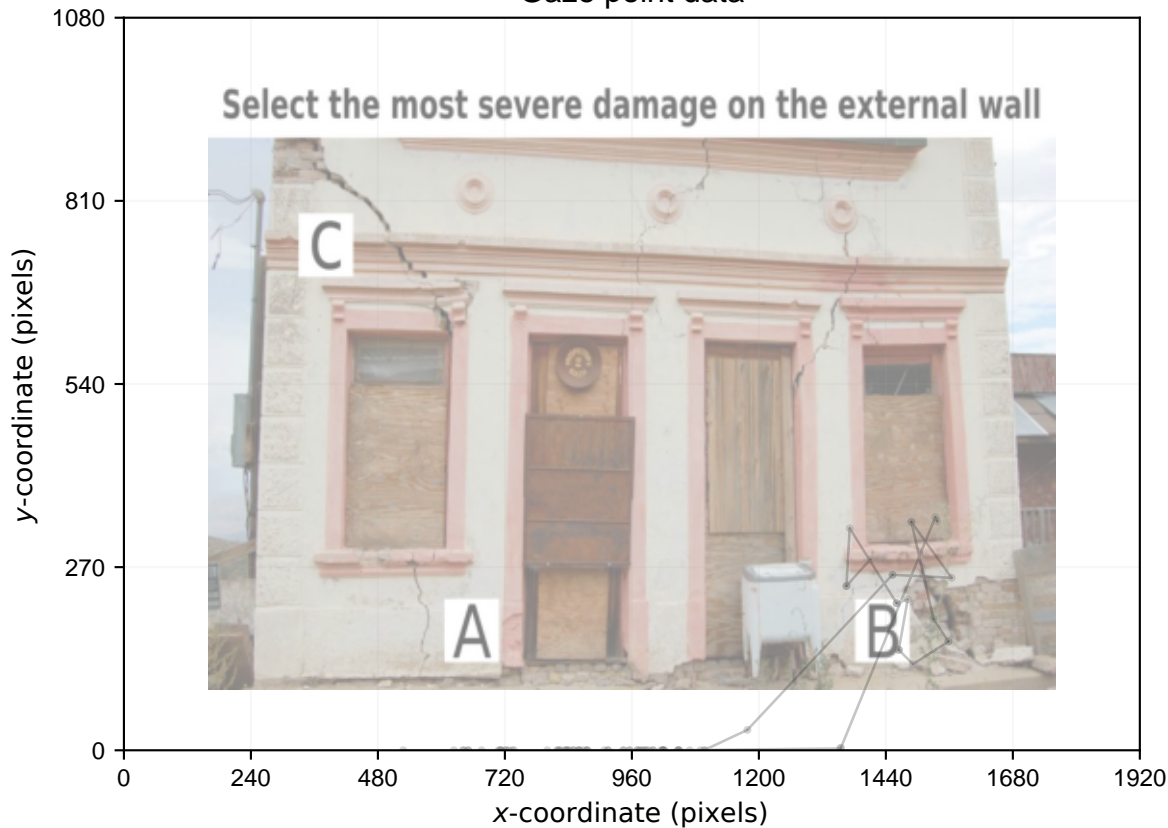 Gaze point data
1080
Select the most severe damage on the external wall
810
C
540
270
A
B
0
0
240
480
720
960
1200
1440
1680
1920
y-coordinate (pixels)
x-coordinate (pixels)